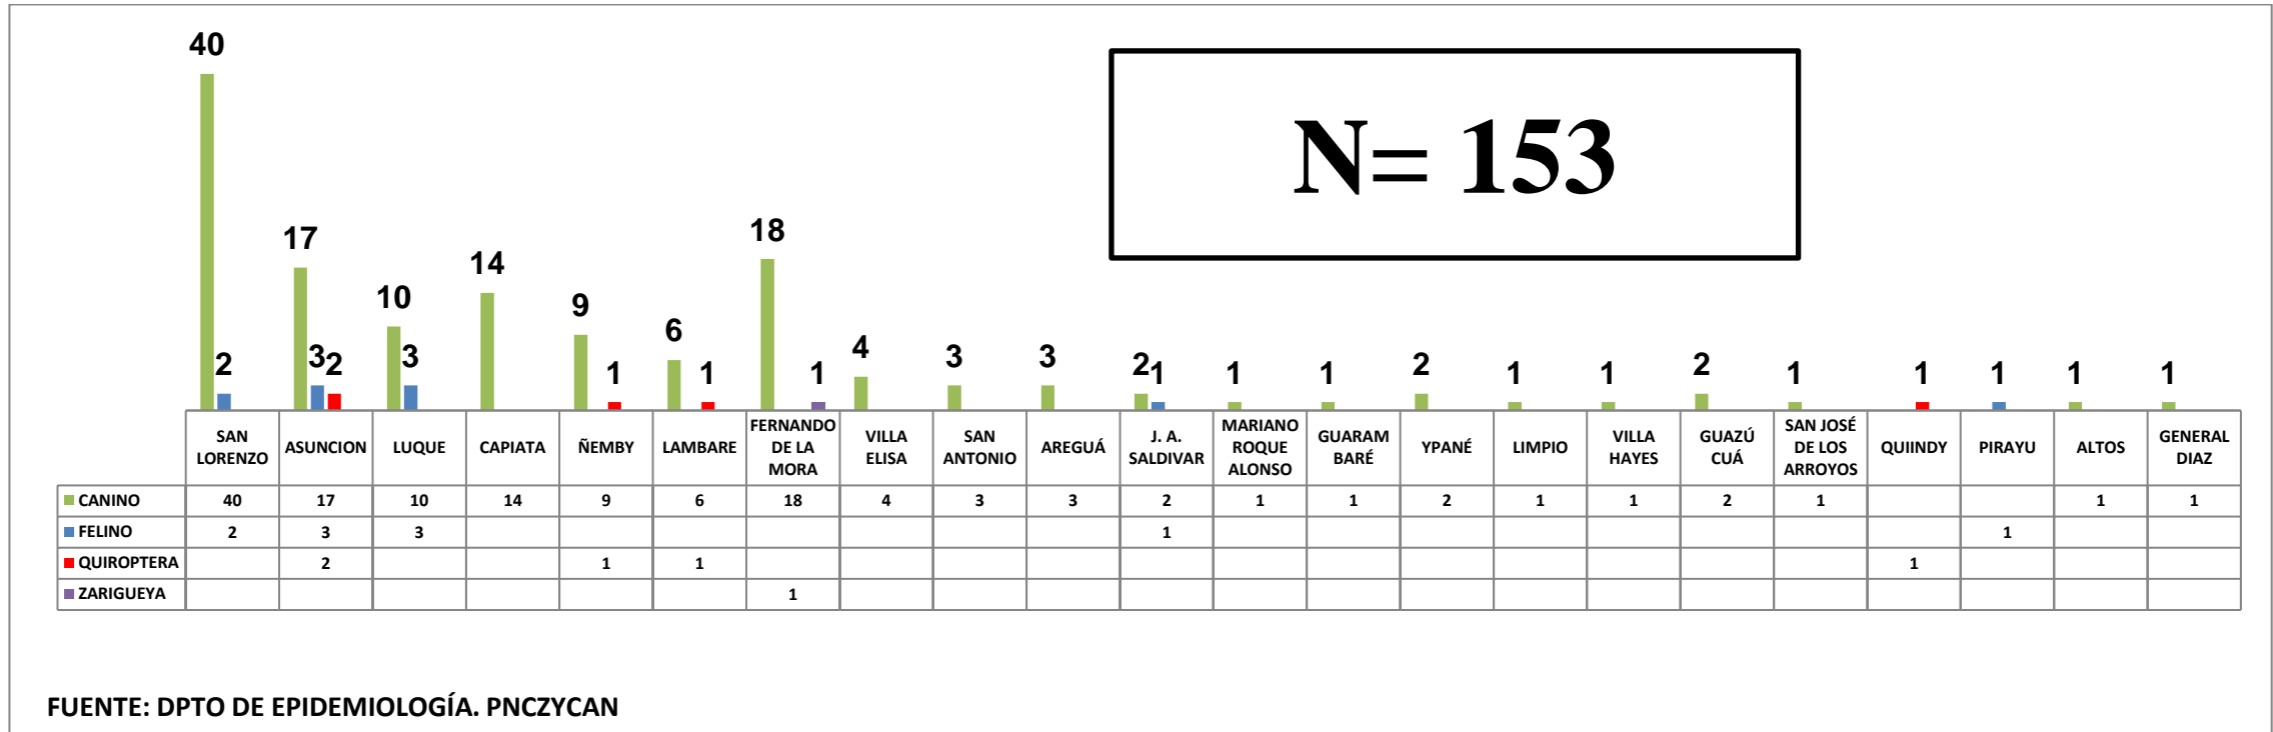 40
N= 153
18
17
14
10
9
6
4
3 3
2 2 2
3 2 3
2 1 1 1 1 1 1 1 1 1 1 1 1 1
SAN LORENZO ASUNCION LUQUE CAPIATA ÑEMBY LAMBARE FERNANDO DE LA MORA VILLA ELISA SAN ANTONIO AREGUÁ J. A. SALDIVAR MARIANO ROQUE ALONSO GUARAM BARÉ YPANÉ LIMPIO VILLA HAYES GUAZÚ CUÁ SAN JOSÉ DE LOS ARROYOS QUIINDY PIRAYU ALTOS GENERAL DIAZ
CANINO 40 17 10 14 9 6 18 4 3 3 2 1 1 2 1 1 2 1 1 1
FELINO 2 3 3 1 1
QUIROPTERA 2 1 1 1
ZARIGUEYA 1
FUENTE: DPTO DE EPIDEMIOLOGÍA. PNCZYCAN